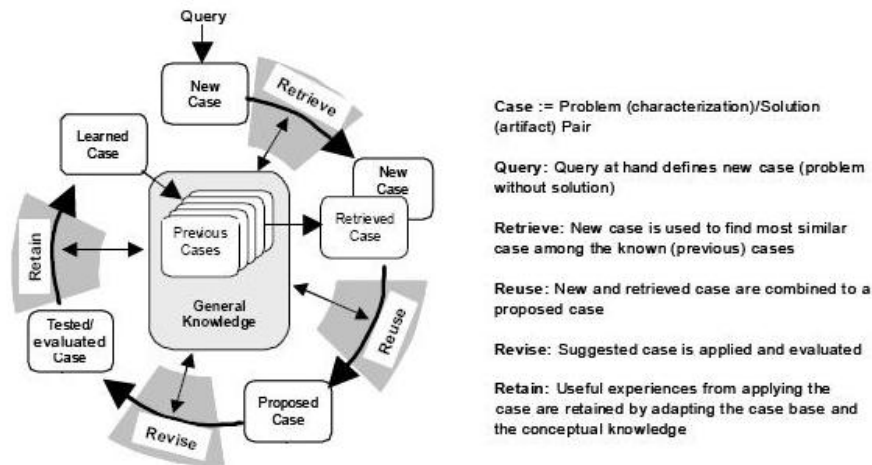 Query
New
Case
Retrieve
Learned
Case
New
Case
Retrieved
Case
Previous
Cases
General
Knowledge
Retain
Reuse
Tested/
evaluated
Case
Proposed
Case
Revise
Case := Problem (characterization)/Solution
(artifact) Pair
Query: Query at hand defines new case (problem
without solution)
Retrieve: New case is used to find most similar
case among the known (previous) cases
Reuse: New and retrieved case are combined to a
proposed case
Revise: Suggested case is applied and evaluated
Retain: Useful experiences from applying the
case are retained by adapting the case base and
the conceptual knowledge